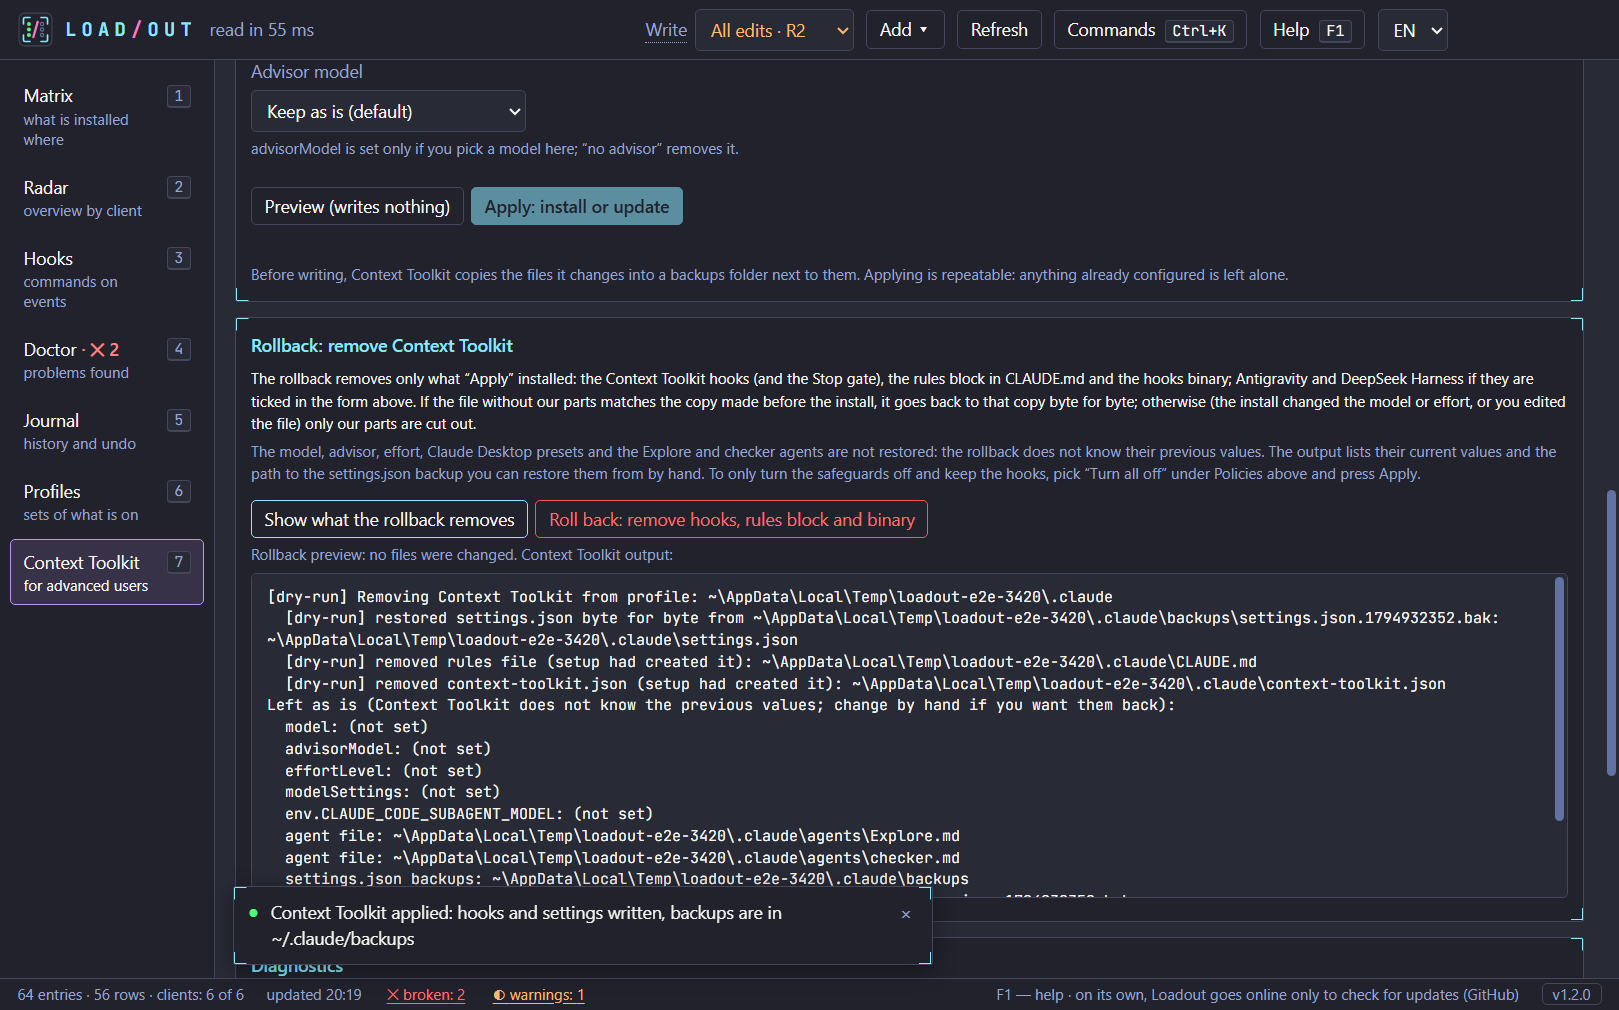 LOAD/OUT read in 55 ms Write All edits · R2 Add ▾ Refresh Commands Ctrl+K Help F1 EN
Matrix 1
what is installed
where
Radar 2
overview by client
Hooks 3
commands on
events
Doctor · ✕ 2 4
problems found
Journal 5
history and undo
Profiles 6
sets of what is on
Context Toolkit 7
for advanced users
Advisor model
Keep as is (default)
advisorModel is set only if you pick a model here; “no advisor” removes it.
Preview (writes nothing) Apply: install or update
Before writing, Context Toolkit copies the files it changes into a backups folder next to them. Applying is repeatable: anything already configured is left alone.
Rollback: remove Context Toolkit
The rollback removes only what “Apply” installed: the Context Toolkit hooks (and the Stop gate), the rules block in CLAUDE.md and the hooks binary; Antigravity and DeepSeek Harness if they are
ticked in the form above. If the file without our parts matches the copy made before the install, it goes back to that copy byte for byte; otherwise (the install changed the model or effort, or you edited
the file) only our parts are cut out.
The model, advisor, effort, Claude Desktop presets and the Explore and checker agents are not restored: the rollback does not know their previous values. The output lists their current values and the
path to the settings.json backup you can restore them from by hand. To only turn the safeguards off and keep the hooks, pick “Turn all off” under Policies above and press Apply.
Show what the rollback removes Roll back: remove hooks, rules block and binary
Rollback preview: no files were changed. Context Toolkit output:
[dry-run] Removing Context Toolkit from profile: ~\AppData\Local\Temp\loadout-e2e-3420\.claude
[dry-run] restored settings.json byte for byte from ~\AppData\Local\Temp\loadout-e2e-3420\.claude\backups\settings.json.1794932352.bak:
~\AppData\Local\Temp\loadout-e2e-3420\.claude\settings.json
[dry-run] removed rules file (setup had created it): ~\AppData\Local\Temp\loadout-e2e-3420\.claude\CLAUDE.md
[dry-run] removed context-toolkit.json (setup had created it): ~\AppData\Local\Temp\loadout-e2e-3420\.claude\context-toolkit.json
Left as is (Context Toolkit does not know the previous values; change by hand if you want them back):
model: (not set)
advisorModel: (not set)
effortLevel: (not set)
modelSettings: (not set)
env.CLAUDE_CODE_SUBAGENT_MODEL: (not set)
agent file: ~\AppData\Local\Temp\loadout-e2e-3420\.claude\agents\Explore.md
agent file: ~\AppData\Local\Temp\loadout-e2e-3420\.claude\agents\checker.md
settings.json backups: ~\AppData\Local\Temp\loadout-e2e-3420\.claude\backups
Context Toolkit applied: hooks and settings written, backups are in ×
~/.claude/backups
Diagnostics
64 entries · 56 rows · clients: 6 of 6 updated 20:19 ✕ broken: 2 ◐ warnings: 1 F1 — help · on its own, Loadout goes online only to check for updates (GitHub) v1.2.0